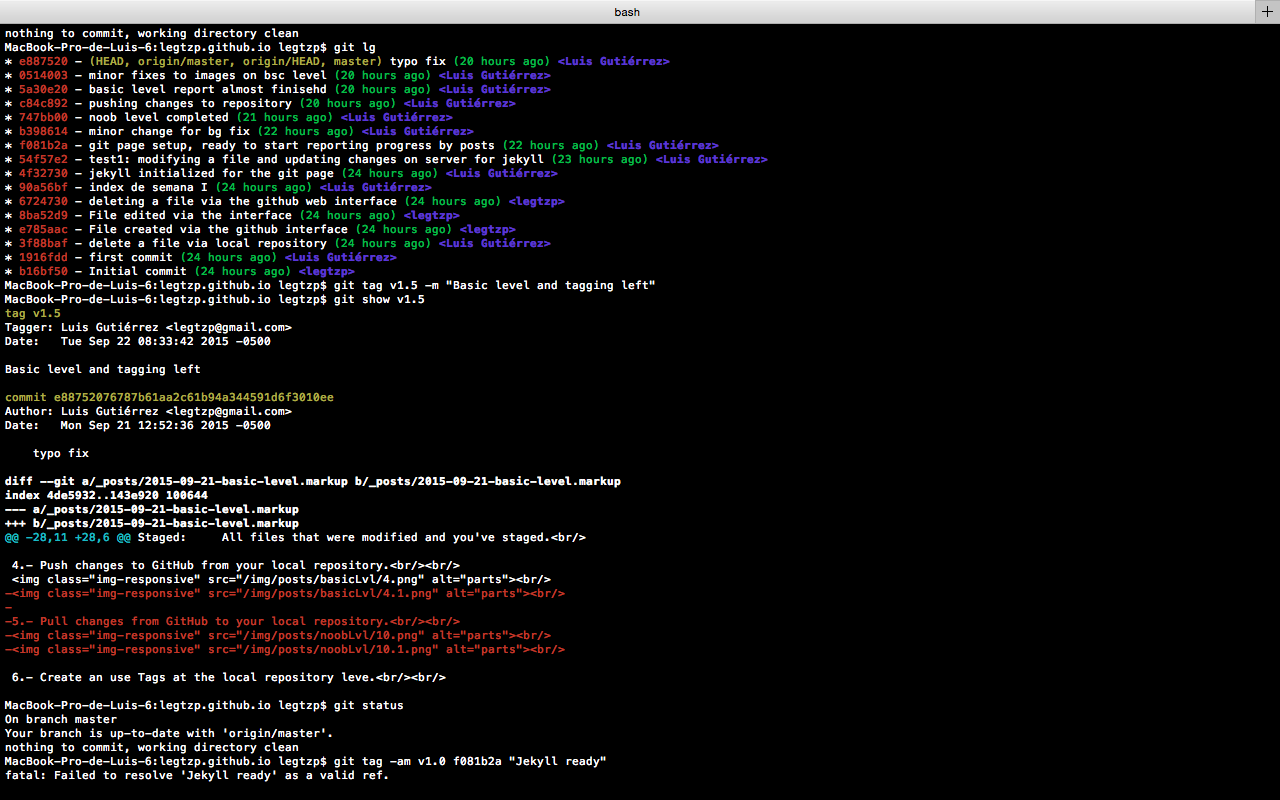 bash
nothing to commit, working directory clean
MacBook-Pro-de-Luis-6:legtzp.github.io legtzp$ git lg
* e887520 - (HEAD, origin/master, origin/HEAD, master) typo fix (20 hours ago) <Luis Gutiérrez>
* 0514003 - minor fixes to images on bsc level (20 hours ago) <Luis Gutiérrez>
* 5a30e20 - basic level report almost finisehd (20 hours ago) <Luis Gutiérrez>
* c84c892 - pushing changes to repository (20 hours ago) <Luis Gutiérrez>
* 747bb00 - noob level completed (21 hours ago) <Luis Gutiérrez>
* b398614 - minor change for bg fix (22 hours ago) <Luis Gutiérrez>
* f081b2a - git page setup, ready to start reporting progress by posts (22 hours ago) <Luis Gutiérrez>
* 54f57e2 - test1: modifying a file and updating changes on server for jekyll (23 hours ago) <Luis Gutiérrez>
* 4f32730 - jekyll initialized for the git page (24 hours ago) <Luis Gutiérrez>
* 90a56bf - index de semana I (24 hours ago) <Luis Gutiérrez>
* 6724730 - deleting a file via the github web interface (24 hours ago) <legtzp>
* 8ba52d9 - File edited via the interface (24 hours ago) <legtzp>
* e785aac - File created via the github interface (24 hours ago) <legtzp>
* 3f88baf - delete a file via local repository (24 hours ago) <Luis Gutiérrez>
* 1916fdd - first commit (24 hours ago) <Luis Gutiérrez>
* b16bf50 - Initial commit (24 hours ago) <legtzp>
MacBook-Pro-de-Luis-6:legtzp.github.io legtzp$ git tag v1.5 -m "Basic level and tagging left"
MacBook-Pro-de-Luis-6:legtzp.github.io legtzp$ git show v1.5
tag v1.5
Tagger: Luis Gutiérrez <legtzp@gmail.com>
Date:   Tue Sep 22 08:33:42 2015 -0500

Basic level and tagging left

commit e88752076787b61aa2c61b94a344591d6f3010ee
Author: Luis Gutiérrez <legtzp@gmail.com>
Date:   Mon Sep 21 12:52:36 2015 -0500

    typo fix

diff --git a/_posts/2015-09-21-basic-level.markup b/_posts/2015-09-21-basic-level.markup
index 4de5932..143e920 100644
--- a/_posts/2015-09-21-basic-level.markup
+++ b/_posts/2015-09-21-basic-level.markup
@@ -28,11 +28,6 @@ Staged:     All files that were modified and you've staged.<br/>

 4.- Push changes to GitHub from your local repository.<br/><br/>
 <img class="img-responsive" src="/img/posts/basicLvl/4.png" alt="parts"><br/>
-<img class="img-responsive" src="/img/posts/basicLvl/4.1.png" alt="parts"><br/>
-
-5.- Pull changes from GitHub to your local repository.<br/><br/>
-<img class="img-responsive" src="/img/posts/noobLvl/10.png" alt="parts"><br/>
-<img class="img-responsive" src="/img/posts/noobLvl/10.1.png" alt="parts"><br/>

 6.- Create an use Tags at the local repository leve.<br/><br/>

MacBook-Pro-de-Luis-6:legtzp.github.io legtzp$ git status
On branch master
Your branch is up-to-date with 'origin/master'.
nothing to commit, working directory clean
MacBook-Pro-de-Luis-6:legtzp.github.io legtzp$ git tag -am v1.0 f081b2a "Jekyll ready"
fatal: Failed to resolve 'Jekyll ready' as a valid ref.